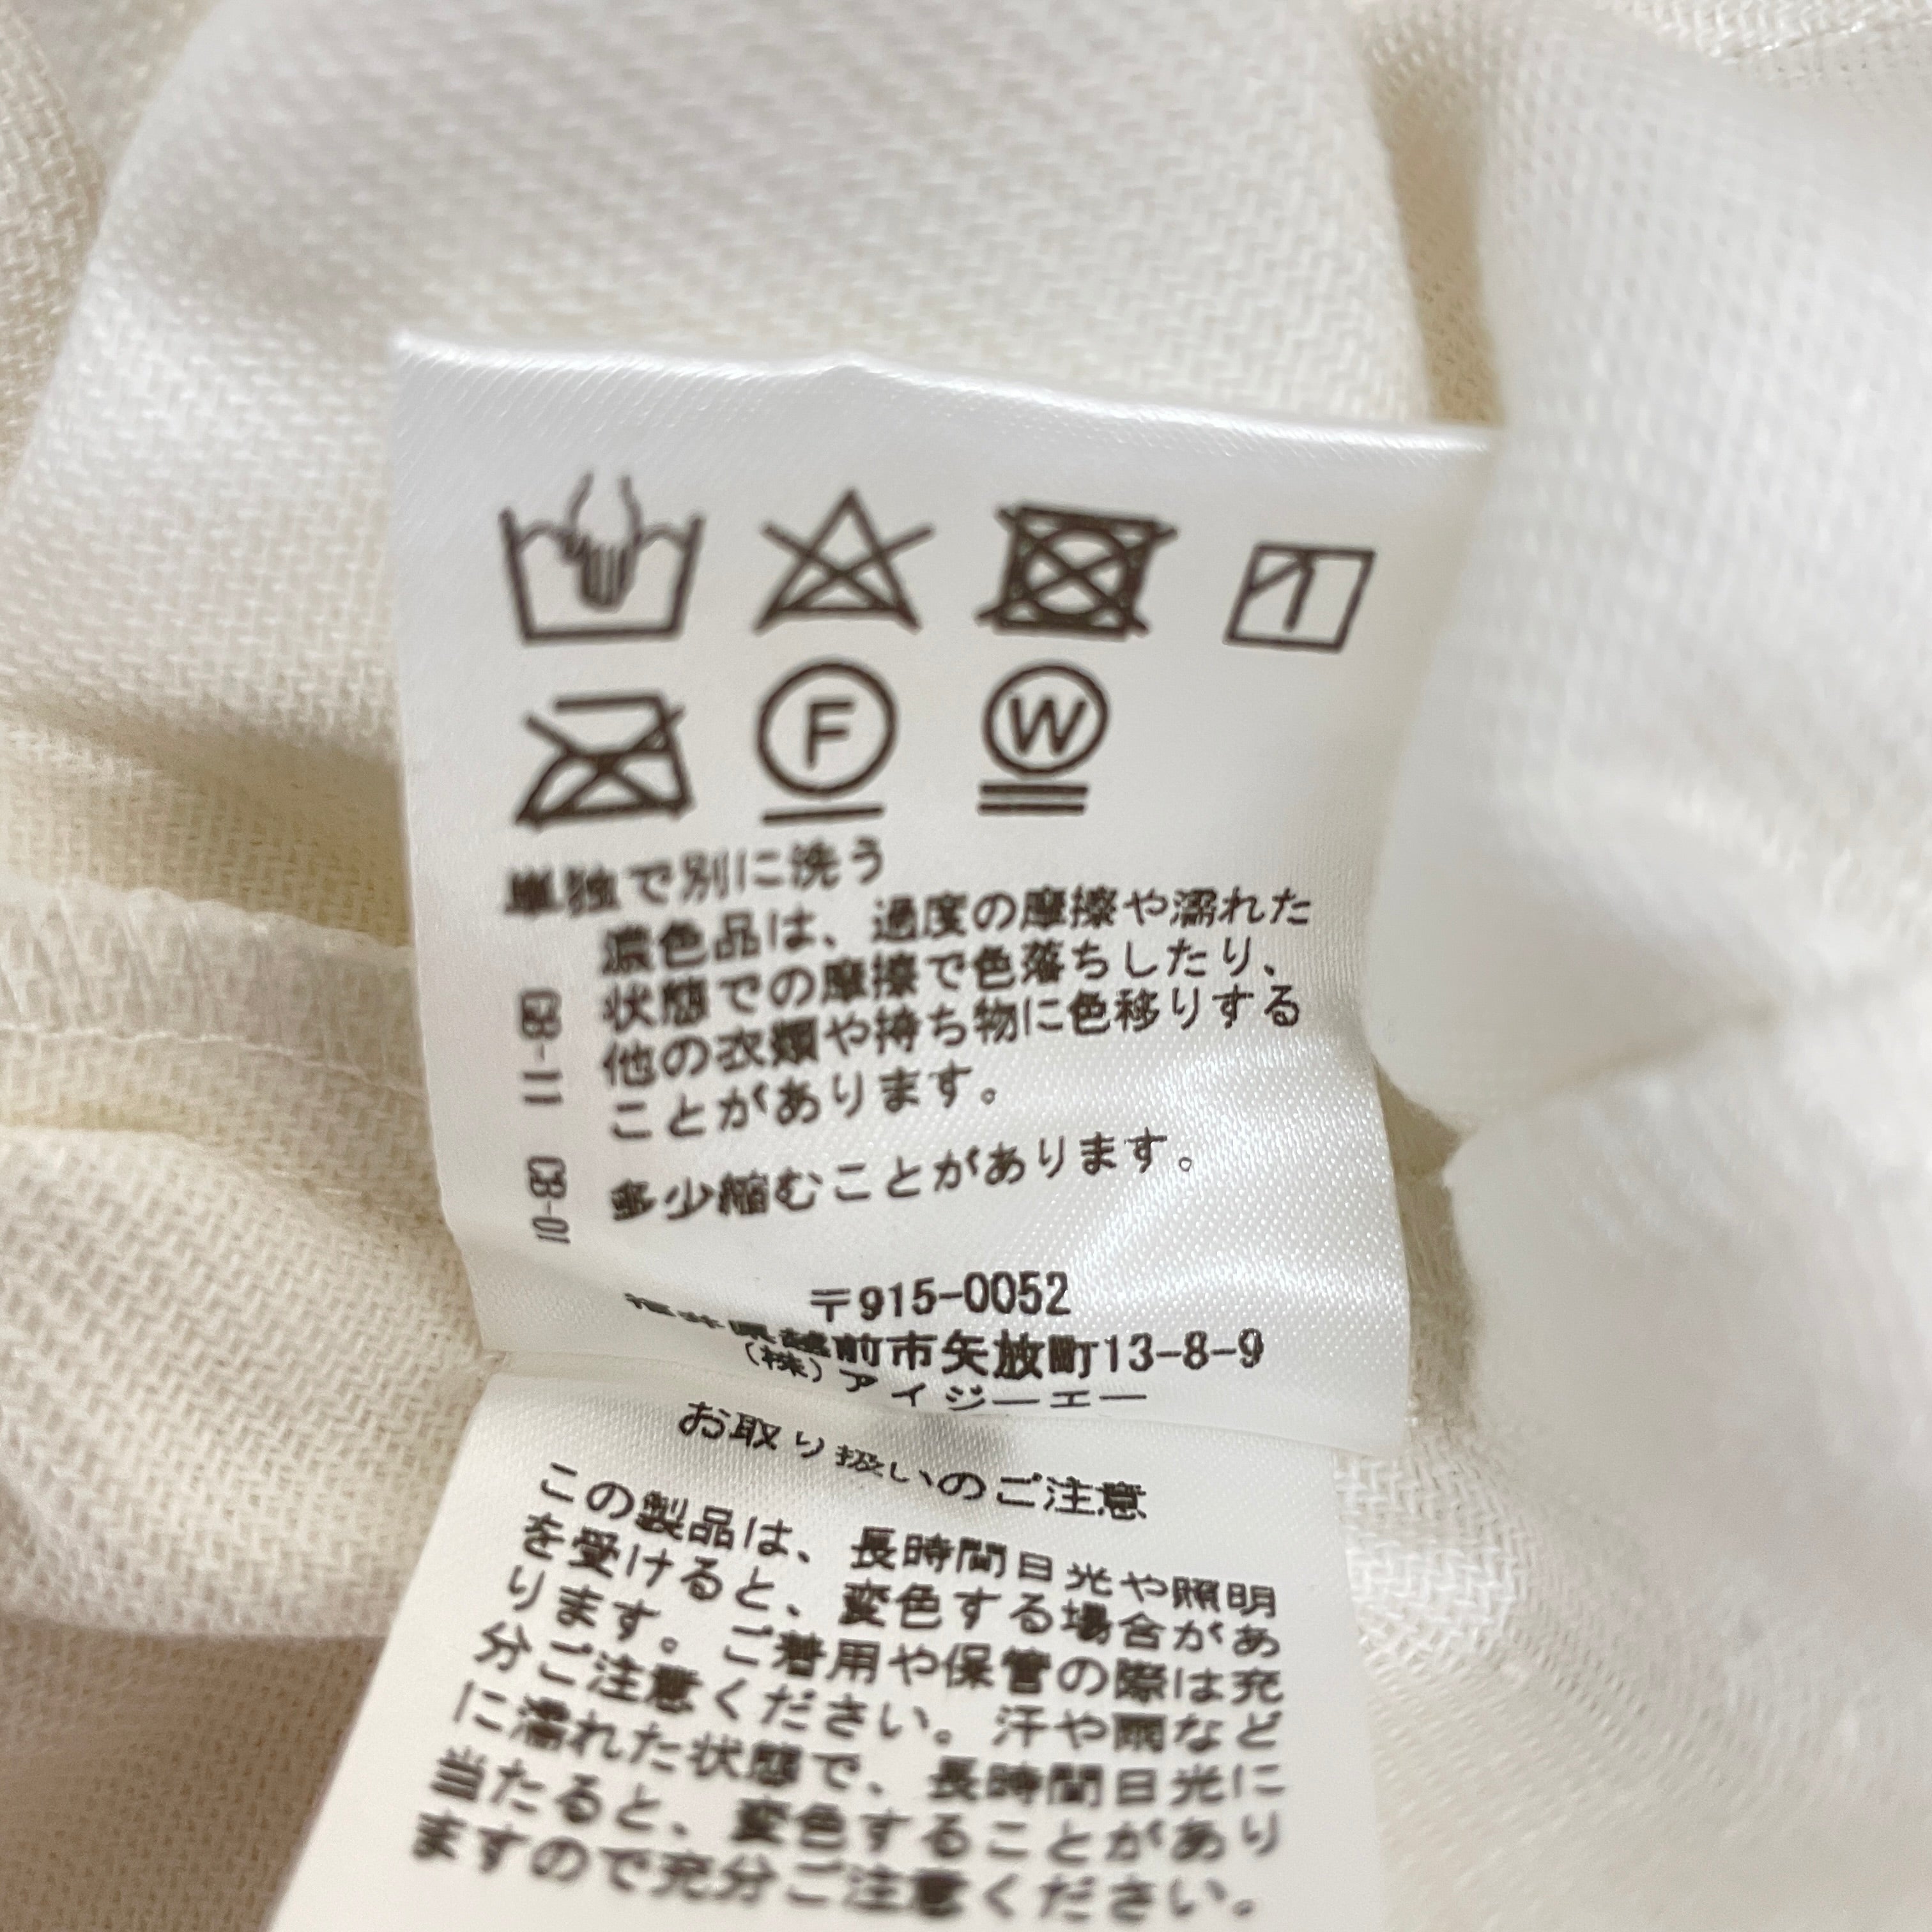 F
W
単独で別に洗う
濃色品は、過度の摩擦や濡れた
状態での摩擦で色落ちしたり、
他の衣類や持ち物に色移りする
ことがあります。
多少縮むことがあります。
〒915-0052
福井県越前市矢放町13-8-9
(株)アイジーエー
お取り扱いのご注意
この製品は、長時間日光や照明
を受けると、変色する場合があ
ります。ご着用や保管の際は充
分ご注意ください。汗や雨など
に濡れた状態で、長時間日光に
当たると、変色することがあり
ますので充分ご注意ください。